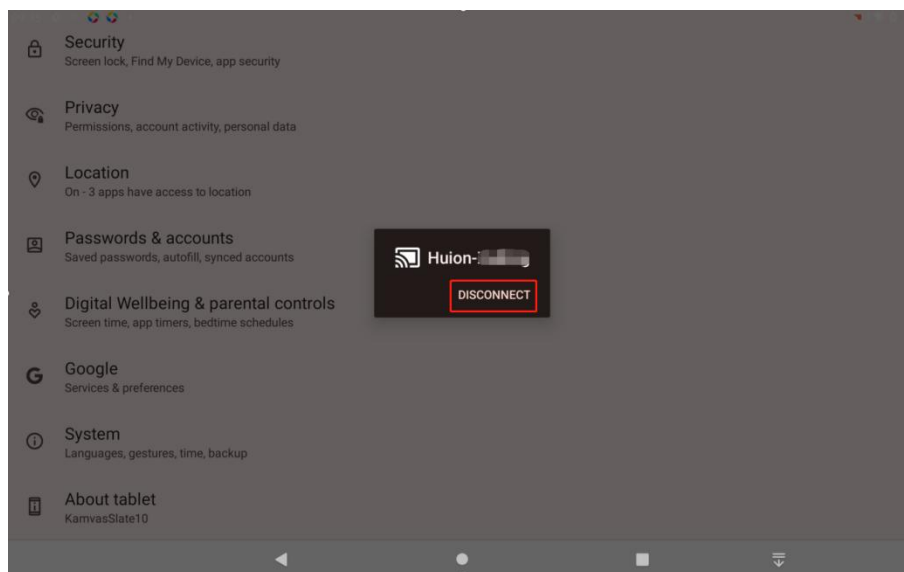 Security
Screen lock, Find My Device, app security
Privacy
Permissions, account activity, personal data
Location
On - 3 apps have access to location
Passwords & accounts
Saved passwords, autofill, synced accounts
Huion-
DISCONNECT
Digital Wellbeing & parental controls
Screen time, app timers, bedtime schedules
Google
Services & preferences
System
Languages, gestures, time, backup
About tablet
KamvasSlate10